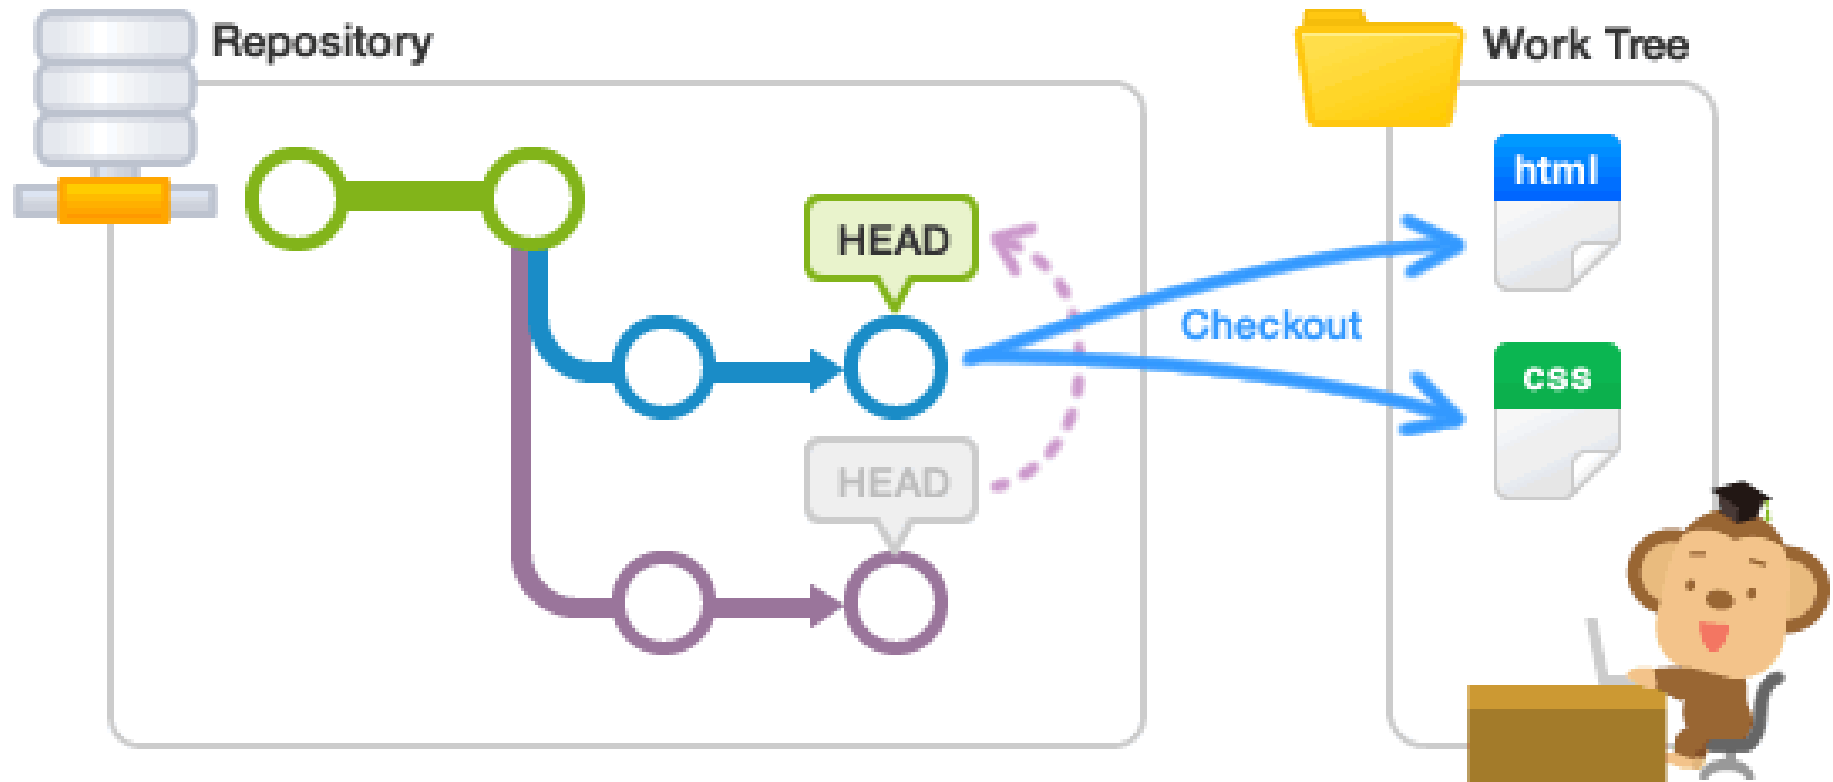 Repository
Work Tree
html
HEAD
Checkout
css
HEAD